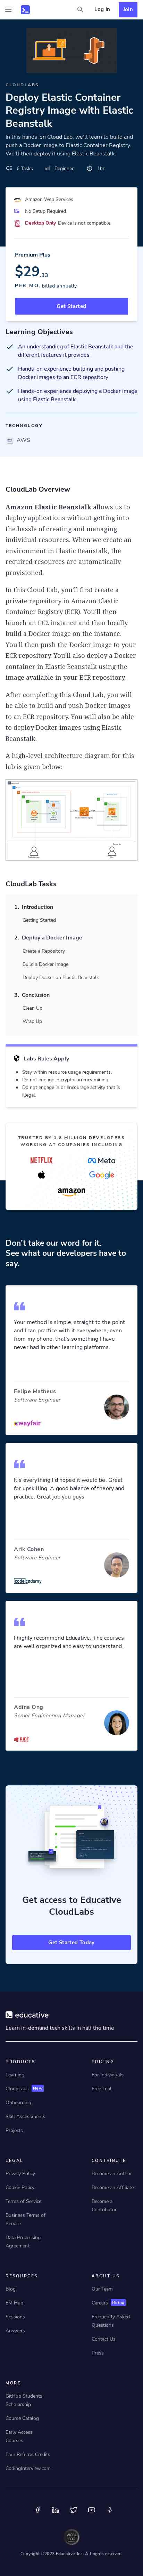 Log In
Join
CLOUDLABS
Deploy Elastic Container
Registry Image with Elastic
Beanstalk
In this hands-on Cloud Lab, we'll learn to build and
push a Docker image to Elastic Container Registry.
We'll then deploy it using Elastic Beanstalk.
6 Tasks
Beginner
1hr
Amazon Web Services
No Setup Required
Desktop Only Device is not compatible.
Premium Plus
$29.33
PER MO, billed annually
Get Started
Learning Objectives
An understanding of Elastic Beanstalk and the
different features it provides
Hands-on experience building and pushing
Docker images to an ECR repository
Hands-on experience deploying a Docker image
using Elastic Beanstalk
TECHNOLOGY
AWS
CloudLab Overview
Amazon Elastic Beanstalk allows us to
deploy applications without getting into
the hassle of creating and managing
individual resources. When we create an
environment in Elastic Beanstalk, the
required resources are automatically
provisioned.
In this Cloud Lab, you'll first create a
private repository in Amazon Elastic
Container Registry (ECR). You'll then
launch an EC2 instance and locally build
a Docker image on the instance.
You'll then push the Docker image to your
ECR repository. You'll also deploy a Docker
container to Elastic Beanstalk, using the
image available in your ECR repository.
After completing the Cloud Lab, you will
be able to build and push Docker images
to an ECR repository. You will also be able
to deploy Docker images using Elastic
Beanstalk.
A high-level architecture diagram for this
lab is given below:
CloudLab Tasks
1. Introduction
Getting Started
2. Deploy a Docker Image
Create a Repository
Build a Docker Image
Deploy Docker on Elastic Beanstalk
3. Conclusion
Clean Up
Wrap Up
Labs Rules Apply
Stay within resource usage requirements.
Do not engage in cryptocurrency mining.
Do not engage in or encourage activity that is
illegal.
TRUSTED BY 1.8 MILLION DEVELOPERS
WORKING AT COMPANIES INCLUDING
NETFLIX
Meta
Google
amazon
Don't take our word for it.
See what our developers have to
say.
Your method is simple, straight to the point
and I can practice with it everywhere, even
from my phone, that's something I have
never had in other learning platforms.
Felipe Matheus
Software Engineer
wayfair
It's everything I'd hoped it would be. Great
for upskilling. A good balance of theory and
practice. Great job you guys
Arik Cohen
Software Engineer
codecademy
I highly recommend Educative. The courses
are well organized and easy to understand.
Adina Ong
Senior Engineering Manager
Get access to Educative
CloudLabs
Get Started Today
educative
Learn in-demand tech skills in half the time
PRODUCTS
Learning
CloudLabs New
Onboarding
Skill Assessments
Projects
PRICING
For Individuals
Free Trial
LEGAL
Privacy Policy
Cookie Policy
Terms of Service
Business Terms of
Service
Data Processing
Agreement
CONTRIBUTE
Become an Author
Become an Affiliate
Become a
Contributor
RESOURCES
Blog
EM Hub
Sessions
Answers
ABOUT US
Our Team
Careers Hiring
Frequently Asked
Questions
Contact Us
Press
MORE
GitHub Students
Scholarship
Course Catalog
Early Access
Courses
Earn Referral Credits
CodingInterview.com
Copyright ©2023 Educative, Inc. All rights reserved.